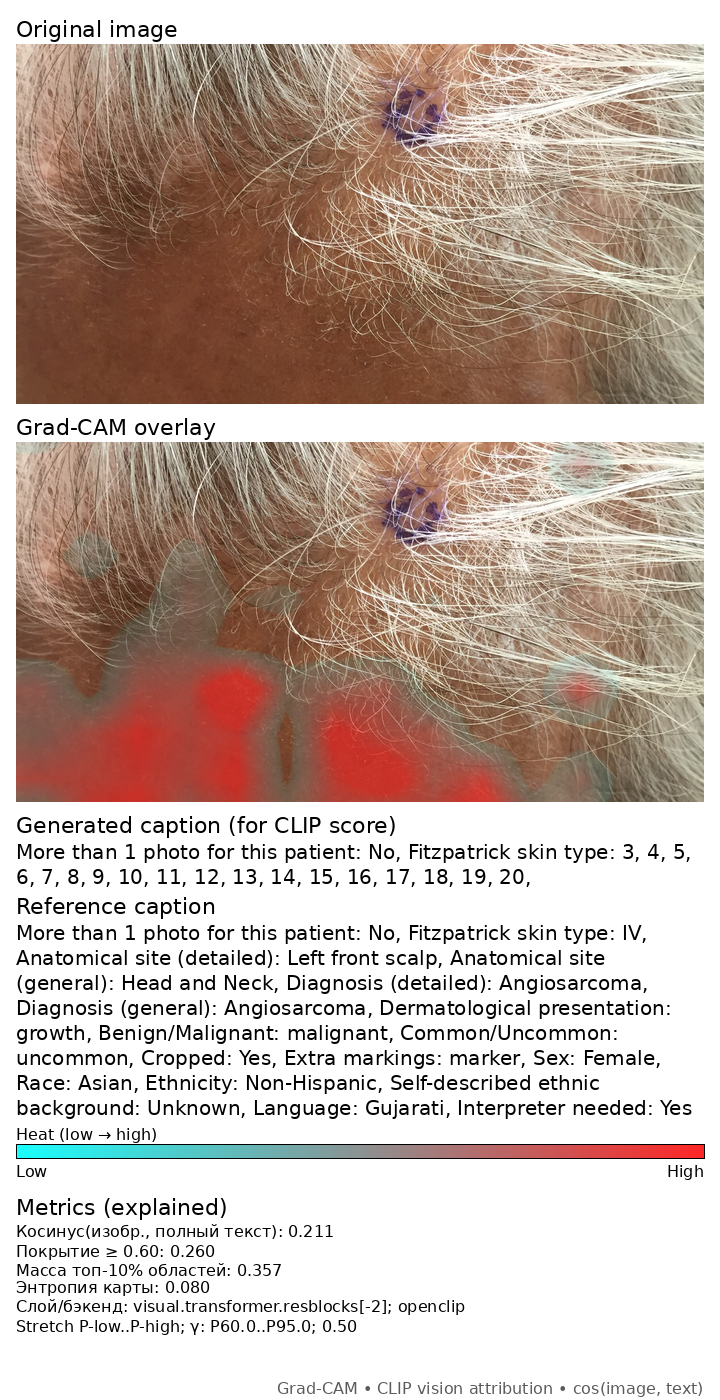 Original image
Grad-CAM overlay
Generated caption (for CLIP score)
More than 1 photo for this patient: No, Fitzpatrick skin type: 3, 4, 5,
6, 7, 8, 9, 10, 11, 12, 13, 14, 15, 16, 17, 18, 19, 20,
Reference caption
More than 1 photo for this patient: No, Fitzpatrick skin type: IV,
Anatomical site (detailed): Left front scalp, Anatomical site
(general): Head and Neck, Diagnosis (detailed): Angiosarcoma,
Diagnosis (general): Angiosarcoma, Dermatological presentation:
growth, Benign/Malignant: malignant, Common/Uncommon:
uncommon, Cropped: Yes, Extra markings: marker, Sex: Female,
Race: Asian, Ethnicity: Non-Hispanic, Self-described ethnic
background: Unknown, Language: Gujarati, Interpreter needed: Yes
Heat (low → high)
Low High
Metrics (explained)
Косинус(изобр., полный текст): 0.211
Покрытие ≥ 0.60: 0.260
Масса топ-10% областей: 0.357
Энтропия карты: 0.080
Слой/бэкенд: visual.transformer.resblocks[-2]; openclip
Stretch P-low..P-high; γ: P60.0..P95.0; 0.50
Grad-CAM • CLIP vision attribution • cos(image, text)